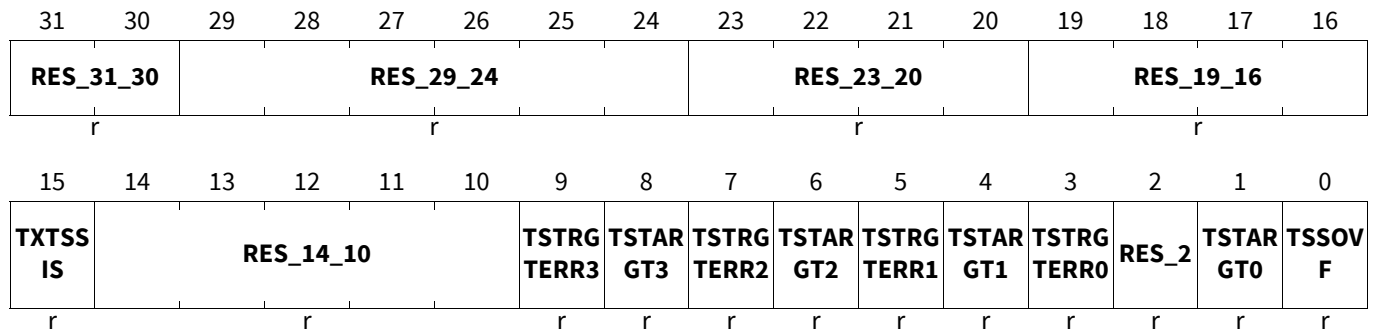 31 30 29 28 27 26 25 24 23 22 21 20 19 18 17 16
RES_31_30 RES_29_24 RES_23_20 RES_19_16
r r r r
15 14 13 12 11 10 9 8 7 6 5 4 3 2 1 0
TXTSS TSTRG TSTAR TSTRG TSTAR TSTRG TSTAR TSTRG TSTAR TSSOV
RES_14_10 RES_2
IS TERR3 GT3 TERR2 GT2 TERR1 GT1 TERR0 GT0 F
r r r r r r r r r r r r